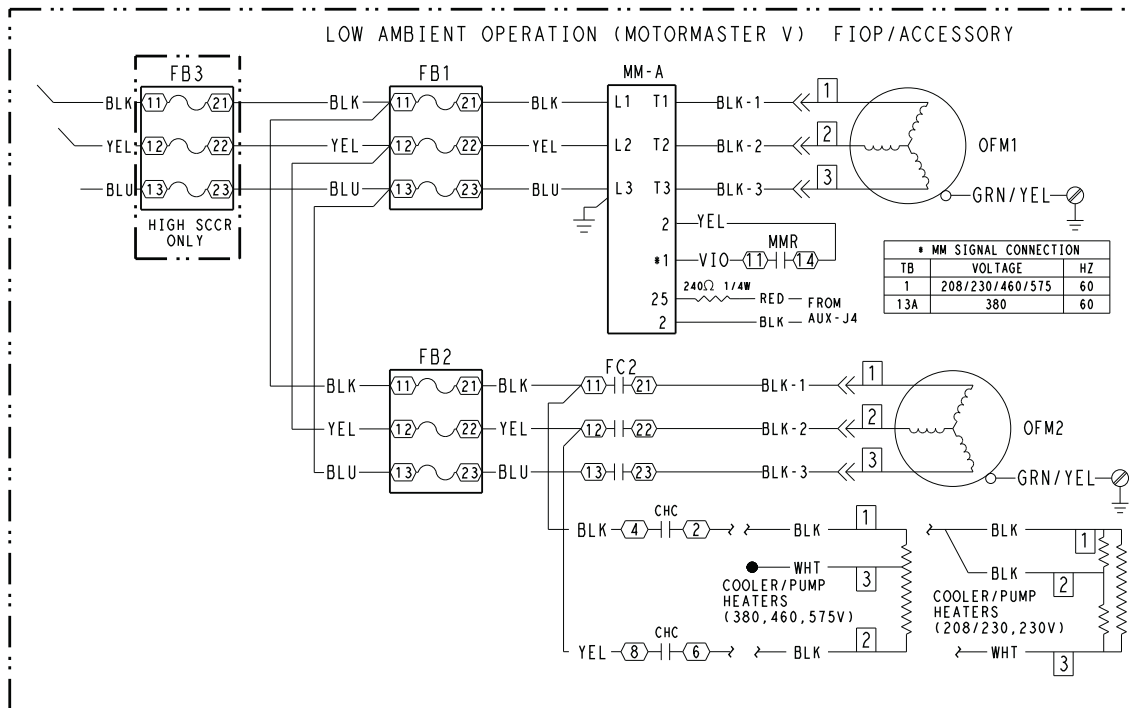 LOW AMBIENT OPERATION (MOTORMASTER V) FIOP/ACCESSORY
FB3 FB1 MM-A
BLK 11 21 BLK 11 21 BLK L1 T1 BLK-1 1
YEL 12 22 YEL 12 22 YEL L2 T2 BLK-2 2 OFM1
BLU 13 23 BLU 13 23 BLU L3 T3 BLK-3 3
GRN/YEL
HIGH SCCR
ONLY
2 YEL
MMR
*1 VIO 11 14
240Ω 1/4W
25 RED FROM
2 BLK AUX-J4
* MM SIGNAL CONNECTION
TB VOLTAGE HZ
1 208/230/460/575 60
13A 380 60
FB2 FC2
BLK 11 21 BLK 11 21 BLK-1 1
YEL 12 22 YEL 12 22 BLK-2 2 OFM2
BLU 13 23 BLU 13 23 BLK-3 3
GRN/YEL
CHC
BLK 4 2 BLK 1 BLK 1
WHT 3 BLK 2
COOLER/PUMP
HEATERS
(380,460,575V)
COOLER/PUMP
HEATERS
(208/230,230V)
CHC
YEL 8 6 BLK 2 WHT 3